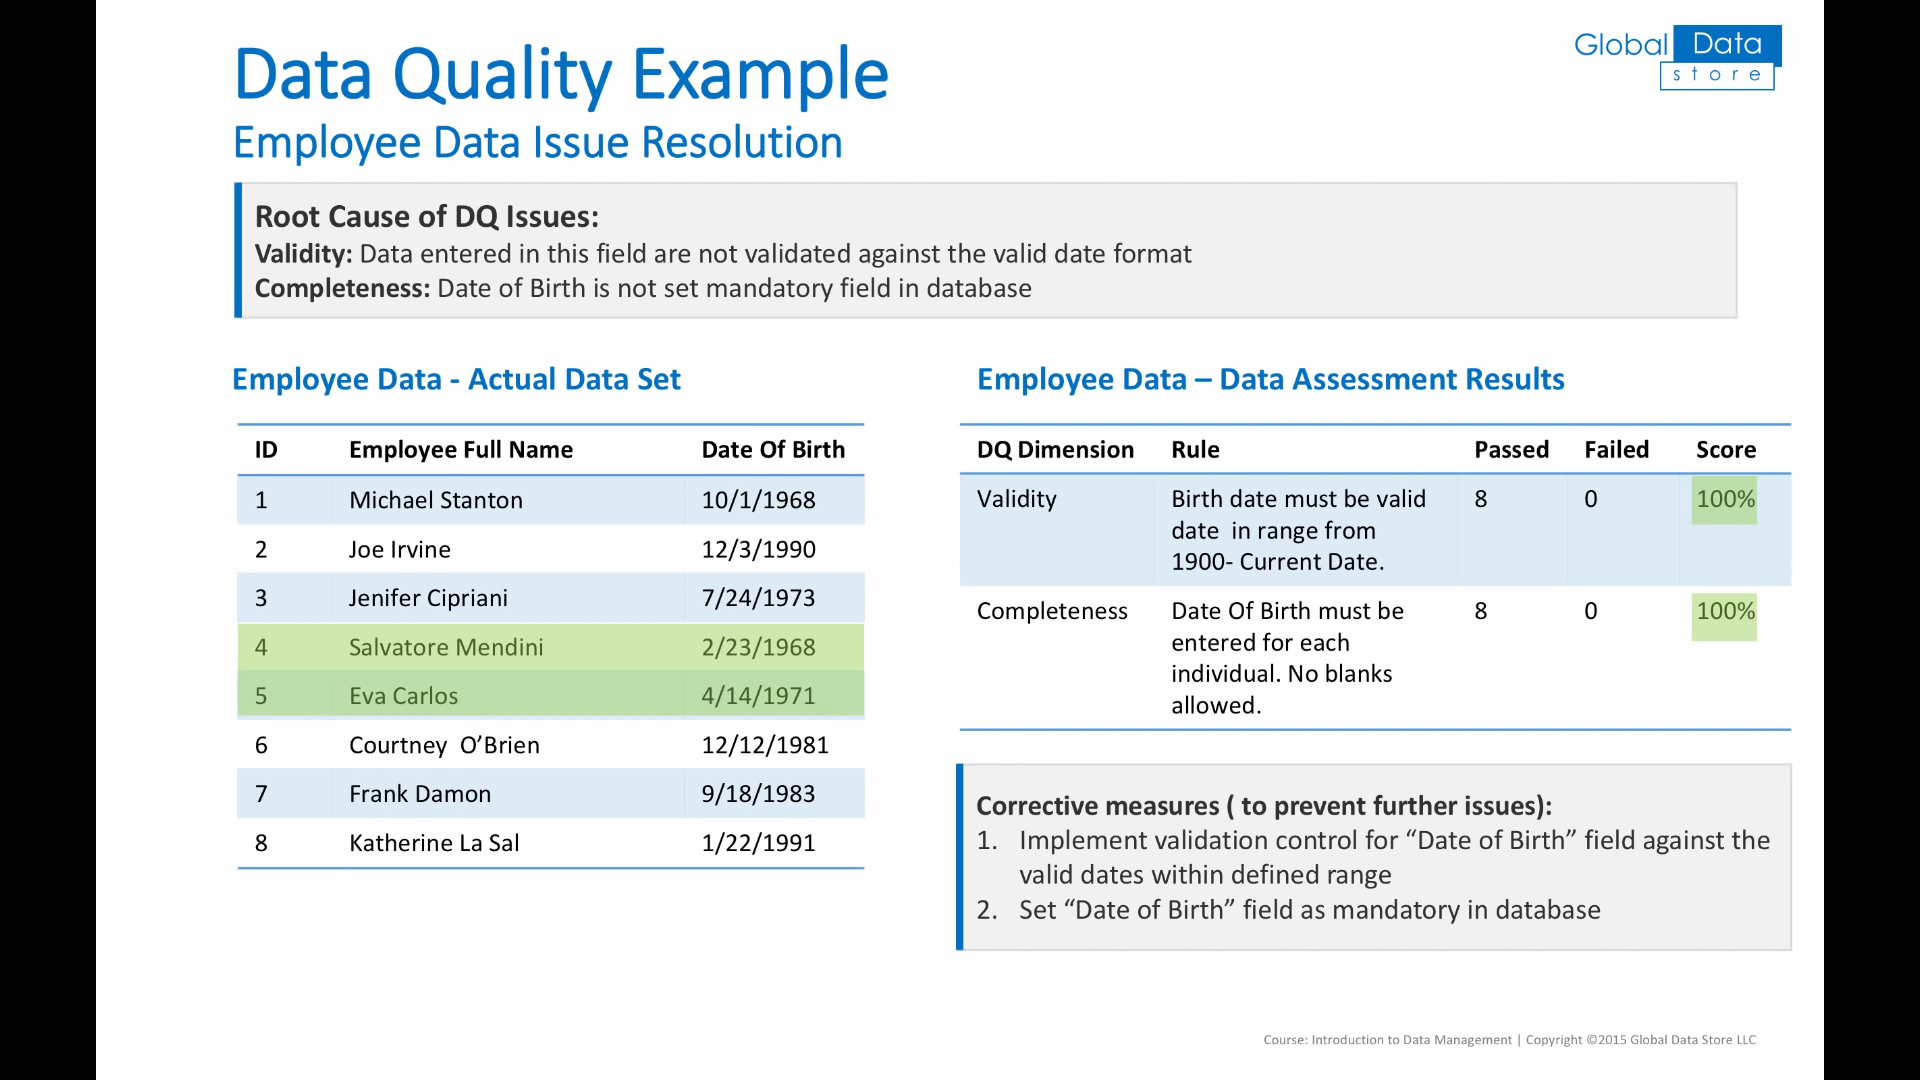 Data Quality Example
Employee Data Issue Resolution
Global Data
store
Root Cause of DQ Issues:
Validity: Data entered in this field are not validated against the valid date format
Completeness: Date of Birth is not set mandatory field in database
Employee Data - Actual Data Set
ID Employee Full Name Date Of Birth
1 Michael Stanton 10/1/1968
2 Joe Irvine 12/3/1990
3 Jenifer Cipriani 7/24/1973
4 Salvatore Mendini 2/23/1968
5 Eva Carlos 4/14/1971
6 Courtney O’Brien 12/12/1981
7 Frank Damon 9/18/1983
8 Katherine La Sal 1/22/1991
Employee Data – Data Assessment Results
DQ Dimension Rule Passed Failed Score
Validity Birth date must be valid 8 0 100%
date in range from
1900- Current Date.
Completeness Date Of Birth must be 8 0 100%
entered for each
individual. No blanks
allowed.
Corrective measures ( to prevent further issues):
1. Implement validation control for “Date of Birth” field against the
valid dates within defined range
2. Set “Date of Birth” field as mandatory in database
Course: Introduction to Data Management | Copyright ©2015 Global Data Store LLC